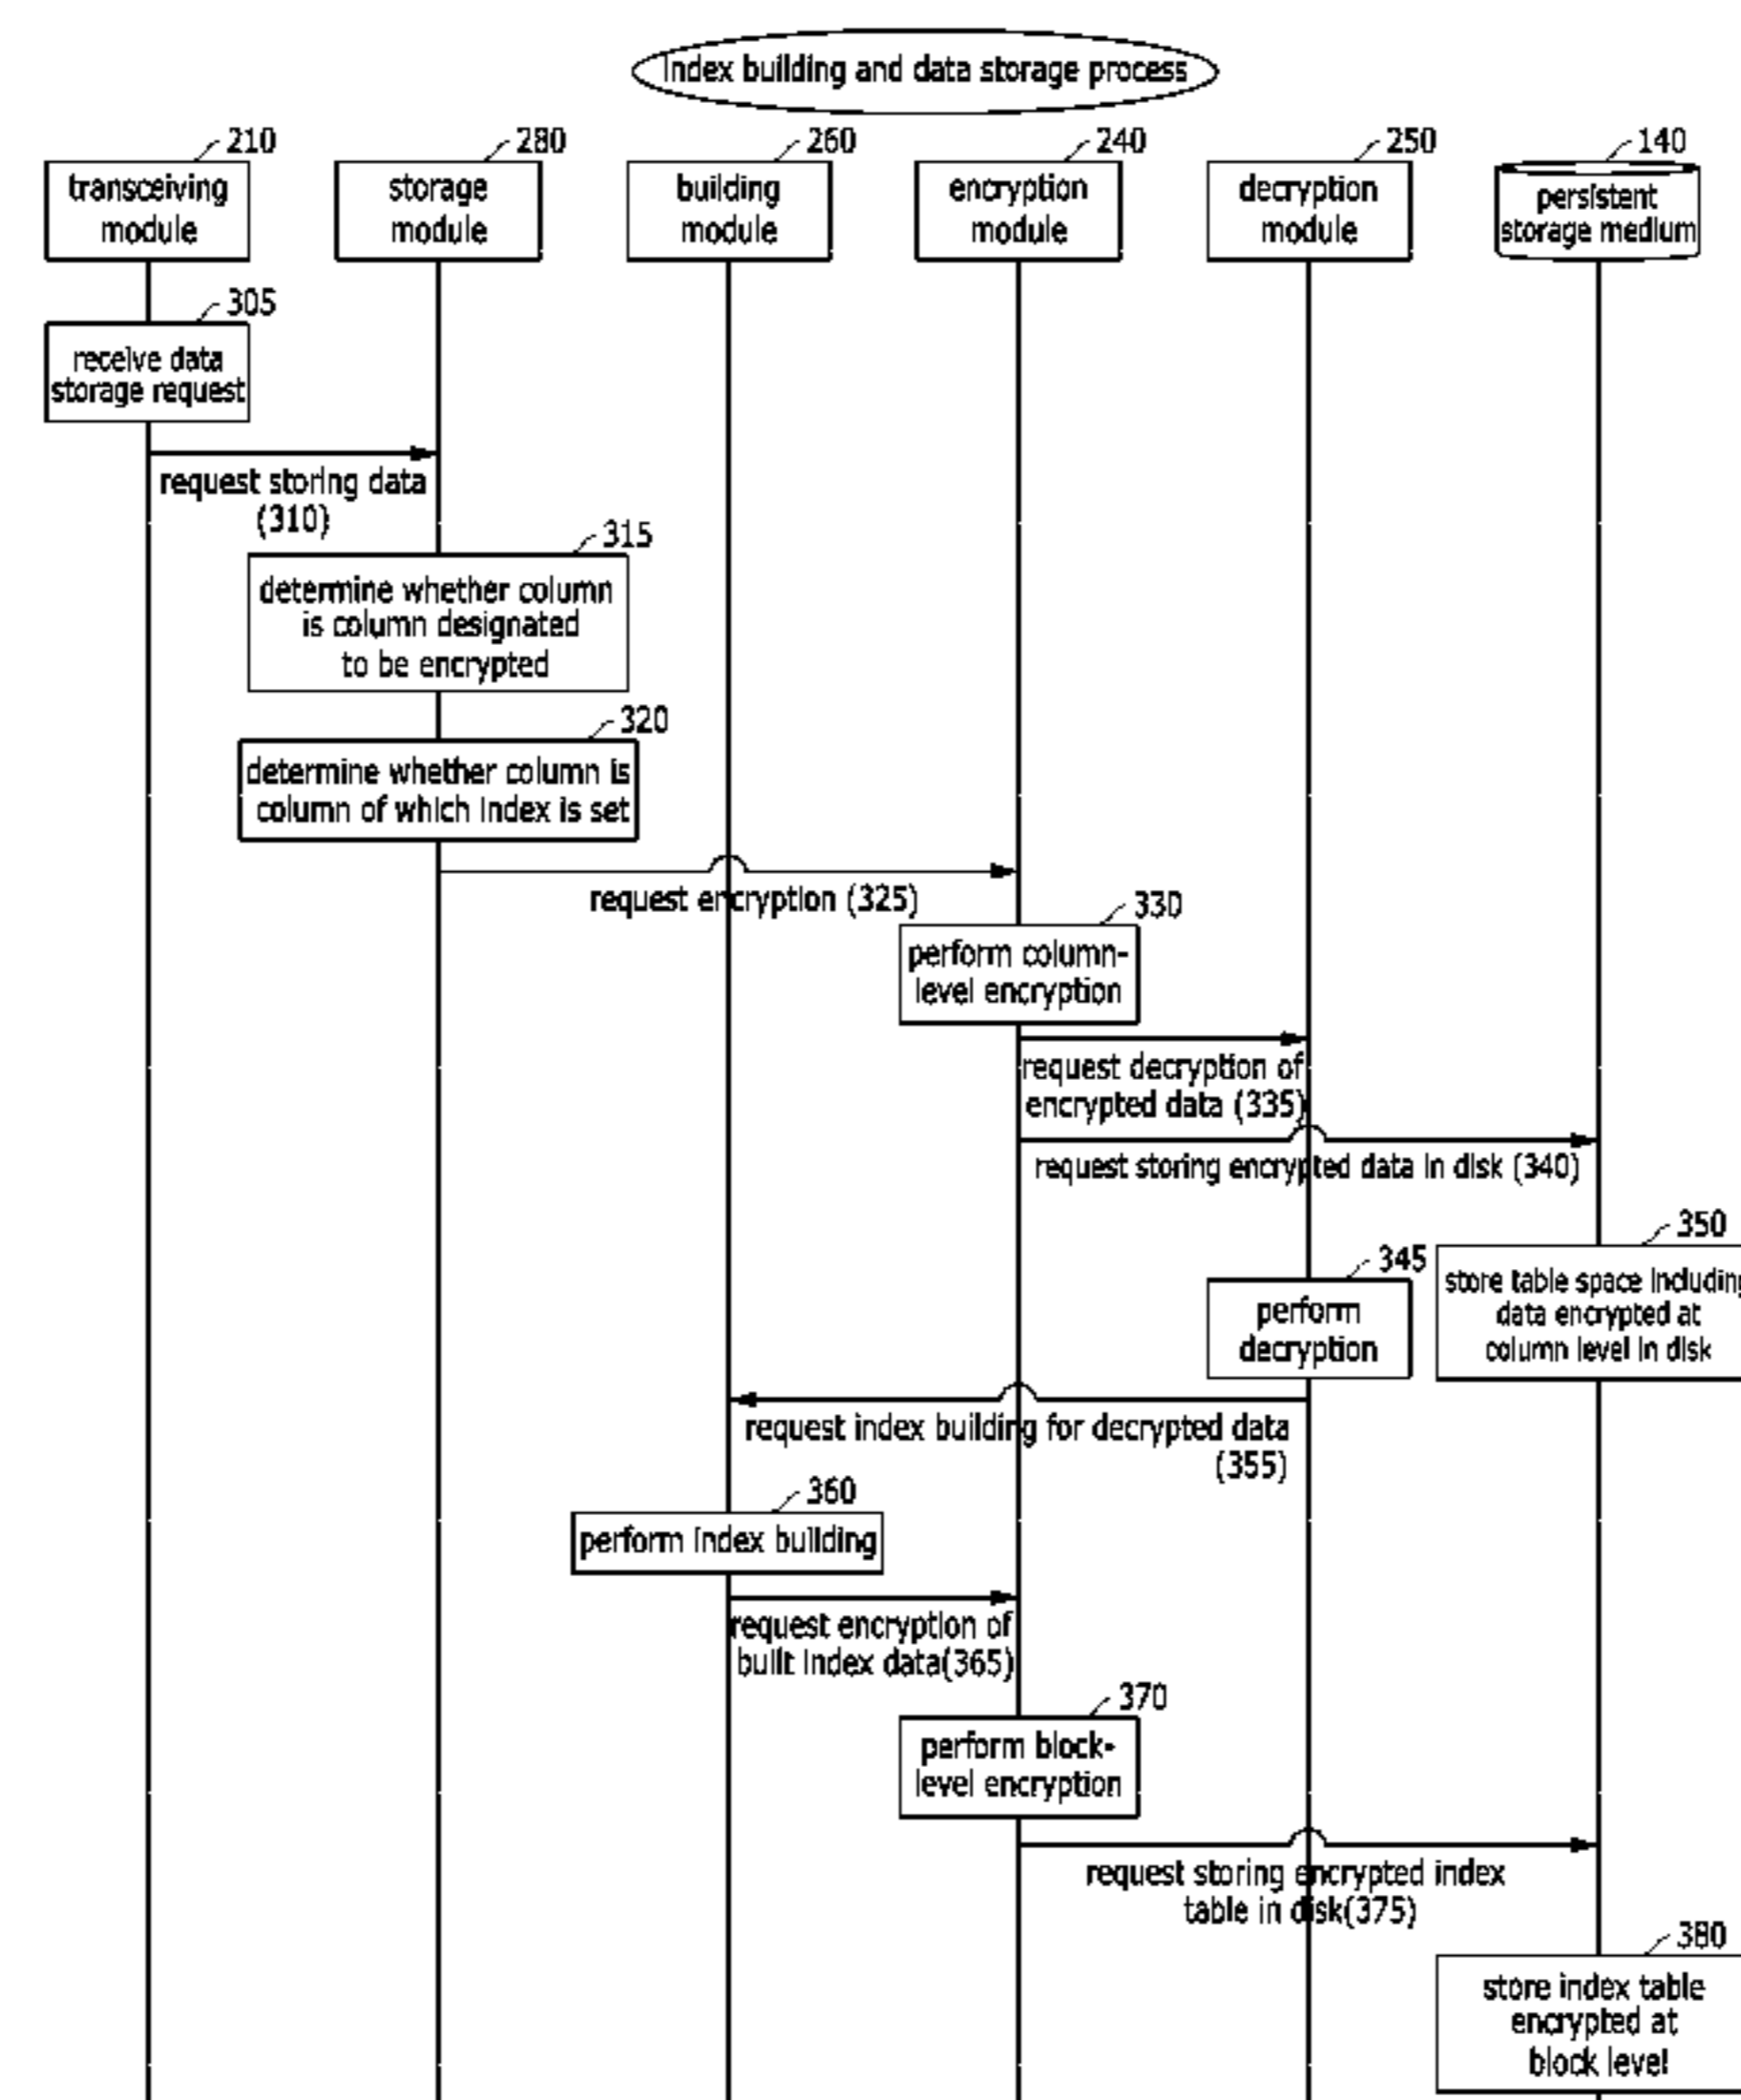 Index building and data storage process
210
280
260
240
250
140
transceiving
module
storage
module
building
module
encryption
module
decryption
module
persistent
storage medium
305
receive data
storage request
request storing data
(310)
315
determine whether column
is column designated
to be encrypted
320
determine whether column is
column of which index is set
request encryption (325)
330
perform column-
level encryption
request decryption of
encrypted data (335)
request storing encrypted data in disk (340)
350
store table space including
data encrypted at
column level in disk
345
perform
decryption
request index building for decrypted data
(355)
360
perform index building
request encryption of
built index data(365)
370
perform block-
level encryption
request storing encrypted index
table in disk(375)
380
store index table
encrypted at
block level